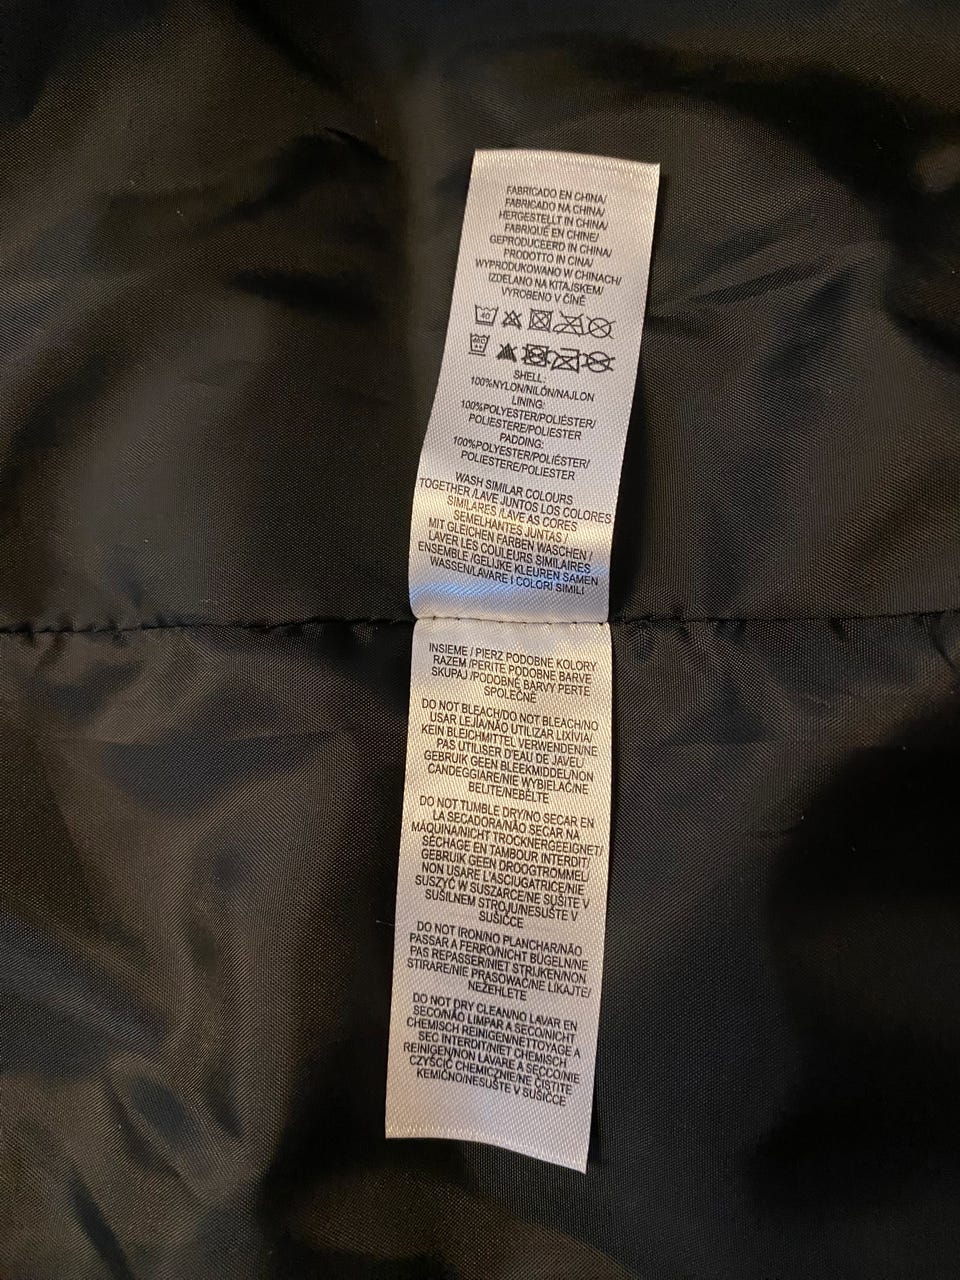 FABRICADO EN CHINA/
FABRICADO NA CHINA/
HERGESTELLT IN CHINA/
FABRIQUÉ EN CHINE/
GEPRODUCEERD IN CHINA/
PRODOTTO IN CINA/
WYPRODUKOWANO W CHINACH/
IZDELANO NA KITAJSKEM/
VYROBENO V ČÍNĚ
40
40C
SHELL:
100%NYLON/NILÓN/NAJLON
LINING:
100%POLYESTER/POLIÉSTER/
POLIESTERE/POLIESTER
PADDING:
100%POLYESTER/POLIÉSTER/
POLIESTERE/POLIESTER
WASH SIMILAR COLOURS
TOGETHER /LAVE JUNTOS LOS COLORES
SIMILARES /LAVE AS CORES
SEMELHANTES JUNTAS /
MIT GLEICHEN FARBEN WASCHEN /
LAVER LES COULEURS SIMILAIRES
ENSEMBLE /GELIJKE KLEUREN SAMEN
WASSEN/LAVARE I COLORI SIMILI
INSIEME / PIERZ PODOBNE KOLORY
RAZEM /PERITE PODOBNE BARVE
SKUPAJ /PODOBNÉ BARVY PERTE
SPOLEČNĚ
DO NOT BLEACH/DO NOT BLEACH/NO
USAR LEJÍA/NÃO UTILIZAR LIXÍVIA/
KEIN BLEICHMITTEL VERWENDEN/NE
PAS UTILISER D'EAU DE JAVEL/
GEBRUIK GEEN BLEEKMIDDEL/NON
CANDEGGIARE/NIE WYBIELAĆ/NE
BELITE/NEBĚLTE
DO NOT TUMBLE DRY/NO SECAR EN
LA SECADORA/NÃO SECAR NA
MÁQUINA/NICHT TROCKNERGEEIGNET/
SÉCHAGE EN TAMBOUR INTERDIT/
GEBRUIK GEEN DROOGTROMMEL/
NON USARE L'ASCIUGATRICE/NIE
SUSZYĆ W SUSZARCE/NE SUŠITE V
SUŠILNEM STROJU/NESUŠTE V
SUŠIČCE
DO NOT IRON/NO PLANCHAR/NÃO
PASSAR A FERRO/NICHT BÜGELN/NE
PAS REPASSER/NIET STRIJKEN/NON
STIRARE/NIE PRASOWAĆ/NE LIKAJTE/
NEŽEHLETE
DO NOT DRY CLEAN/NO LAVAR EN
SECO/NÃO LIMPAR A SECO/NICHT
CHEMISCH REINIGEN/NETTOYAGE A
SEC INTERDIT/NIET CHEMISCH
REINIGEN/NON LAVARE A SECCO/NIE
CZYŚCIĆ CHEMICZNIE/NE ČISTITE
KEMIČNO/NESUŠTE V SUŠIČCE